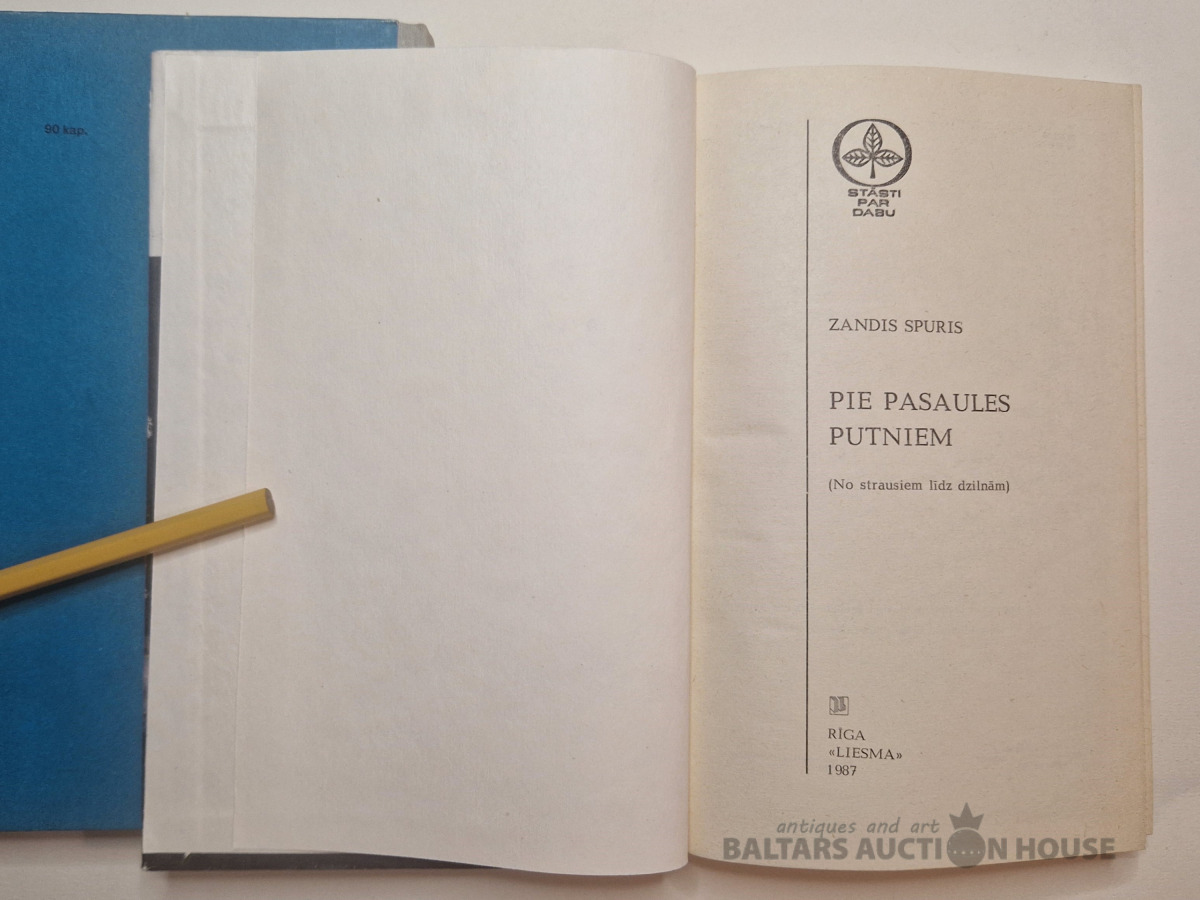 90 kap.
STĀSTI
PAR
DABU
ZANDIS SPURIS
PIE PASAULES
PUTNIEM
(No strausiem līdz dzilnām)
RĪGA
«LIESMA»
1987
antiques and art
BALTARS AUCTION HOUSE